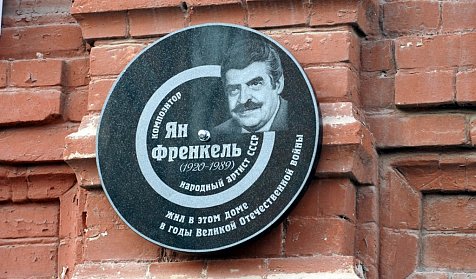 композитор
Ян
Френкель
(1920-1989)
народный артист СССР
жил в этом доме
в годы Великой Отечественной войны